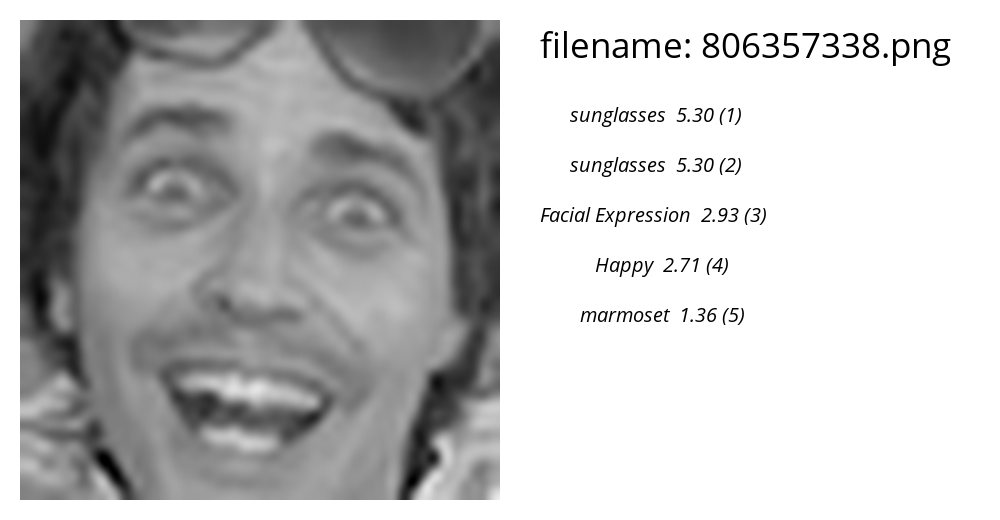 filename: 806357338.png
sunglasses 5.30 (1)
sunglasses 5.30 (2)
Facial Expression 2.93 (3)
Happy 2.71 (4)
marmoset 1.36 (5)